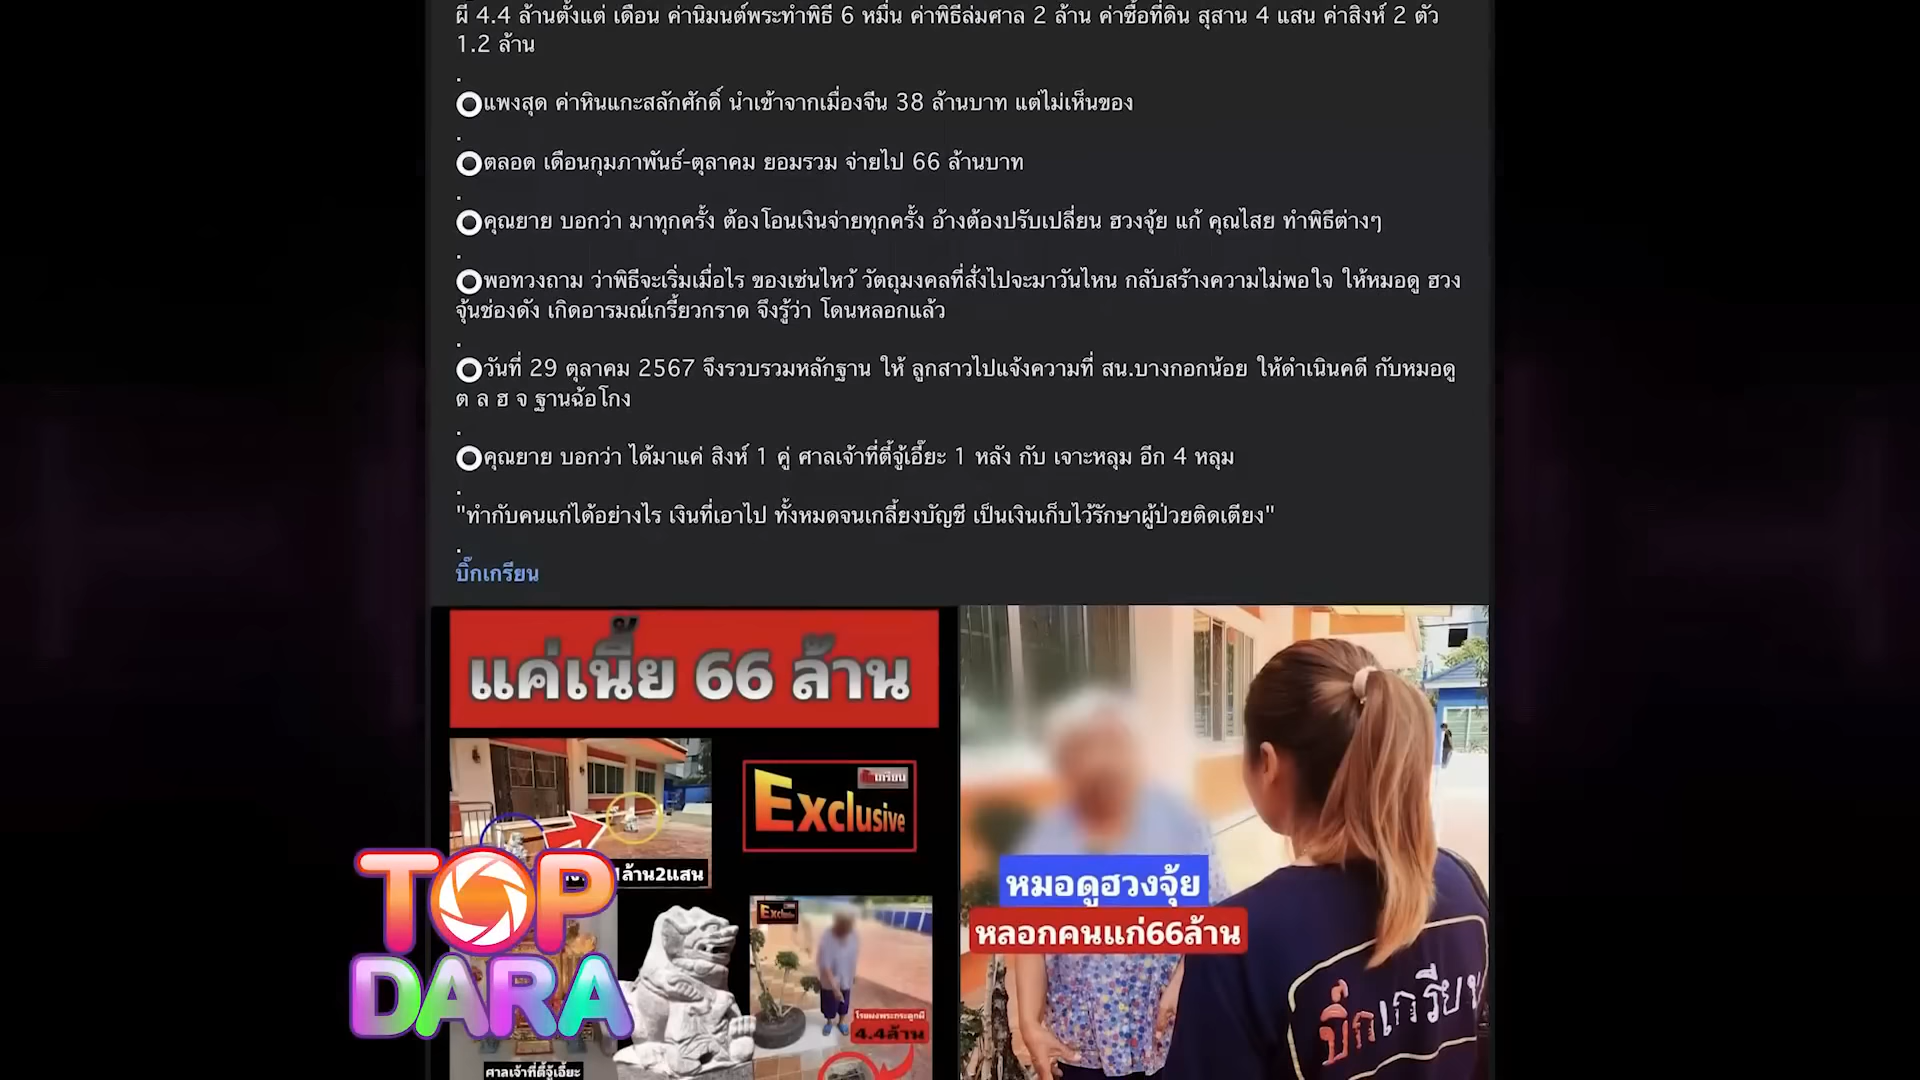 ผี 4.4 ล้านตั้งแต่ เดือน ค่านิมนต์พระทำพิธี 6 หมื่น ค่าพิธีล่มศาล 2 ล้าน ค่าซื้อที่ดิน สุสาน 4 แสน ค่าสิงห์ 2 ตัว
1.2 ล้าน
.
⭕แพงสุด ค่าหินแกะสลักศักดิ์ นำเข้าจากเมื่องจีน 38 ล้านบาท แต่ไม่เห็นของ
.
⭕ตลอด เดือนกุมภาพันธ์-ตุลาคม ยอมรวม จ่ายไป 66 ล้านบาท
.
⭕คุณยาย บอกว่า มาทุกครั้ง ต้องโอนเงินจ่ายทุกครั้ง อ้างต้องปรับเปลี่ยน ฮวงจุ้ย แก้ คุณไสย ทำพิธีต่างๆ
.
⭕พอทวงถาม ว่าพิธีจะเริ่มเมื่อไร ของเซ่นไหว้ วัตถุมงคลที่สั่งไปจะมาวันไหน กลับสร้างความไม่พอใจ ให้หมอดู ฮวง
จุ้นช่องดัง เกิดอารมณ์เกรี้ยวกราด จึงรู้ว่า โดนหลอกแล้ว
.
⭕วันที่ 29 ตุลาคม 2567 จึงรวบรวมหลักฐาน ให้ ลูกสาวไปแจ้งความที่ สน.บางกอกน้อย ให้ดำเนินคดี กับหมอดู
ต ล ฮ จ ฐานฉ้อโกง
.
⭕คุณยาย บอกว่า ได้มาแค่ สิงห์ 1 คู่ ศาลเจ้าที่ตี้จู้เอี๊ยะ 1 หลัง กับ เจาะหลุม อีก 4 หลุม
.
"ทำกับคนแก่ได้อย่างไร เงินที่เอาไป ทั้งหมดจนเกลี้ยงบัญชี เป็นเงินเก็บไว้รักษาผู้ป่วยติดเตียง"
.
บิ๊กเกรียน
แค่เนี้ย 66 ล้าน
Exclusive
1ล้าน2แสน
Exclusive
โรยผงพระกระดูกผี
4.4ล้าน
ศาลเจ้าที่ตี้จู้เอี๊ยะ
หมอดูฮวงจุ้ย
หลอกคนแก่66ล้าน
บิ๊กเกรียน
TOP
DARA